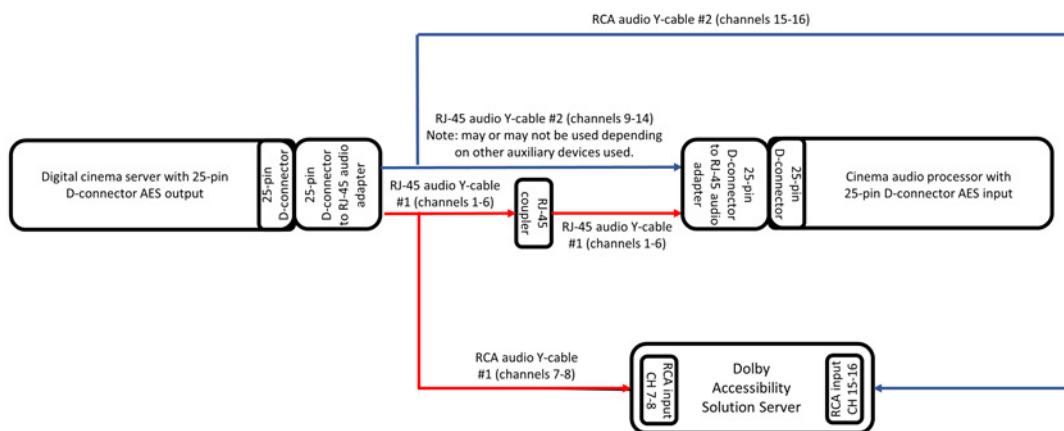 RCA audio Y-cable #2 (channels 15-16)
RJ-45 audio Y-cable #2 (channels 9-14)
Note: may or may not be used depending
on other auxiliary devices used.
Digital cinema server with 25-pin
D-connector AES output
25-pin
D-connector
25-pin
D-connector
to RJ-45 audio
adapter
RJ-45 audio Y-cable
#1 (channels 1-6)
RJ-45
coupler
RJ-45 audio Y-cable
#1 (channels 1-6)
25-pin
D-connector
to RJ-45 audio
adapter
25-pin
D-connector
Cinema audio processor with
25-pin D-connector AES input
RCA audio Y-cable
#1 (channels 7-8)
RCA input
CH 7-8
Dolby
Accessibility
Solution Server
RCA input
CH 15-16